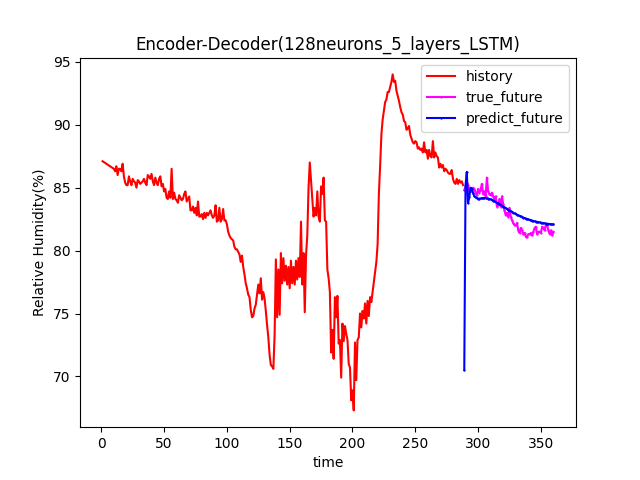 Encoder-Decoder(128neurons_5_layers_LSTM)
history
true_future
predict_future
Relative Humidity(%)
95
90
85
80
75
70
0
50
100
150
200
250
300
350
time